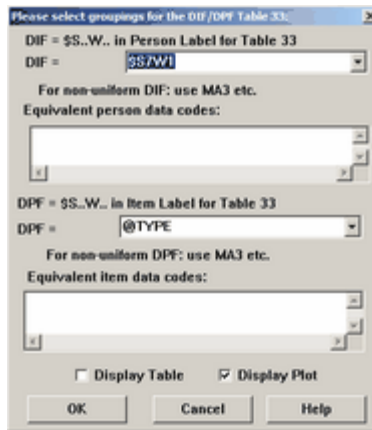 Please select groupings for the DIF/DPF Table 33:
DIF = $S..W.. in Person Label for Table 33
DIF = $S7W1
For non-uniform DIF: use MA3 etc.
Equivalent person data codes:
DPF = $S..W.. in Item Label for Table 33
DPF = @TYPE
For non-uniform DPF: use MA3 etc.
Equivalent item data codes:
Display Table Display Plot
OK Cancel Help